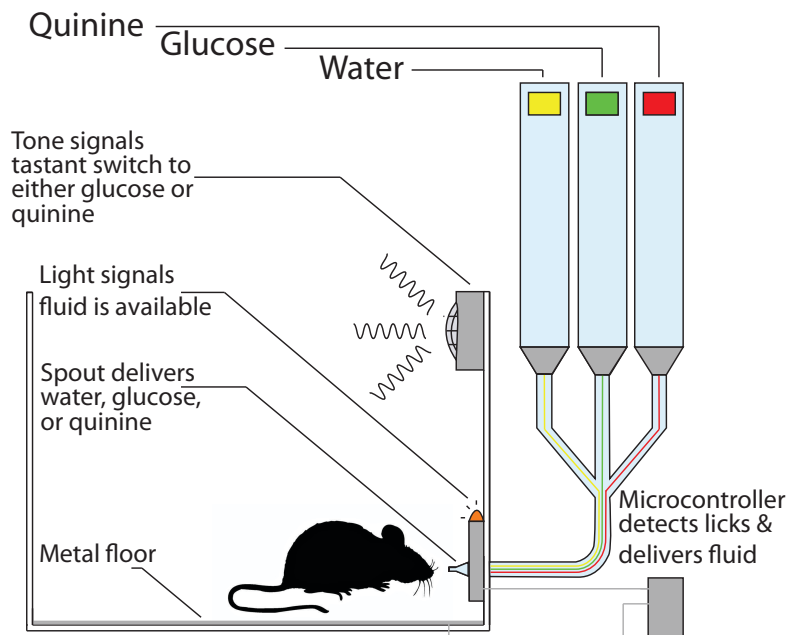 Quinine
Glucose
Water
Tone signals
tastant switch to
either glucose or
quinine
Light signals
fluid is available
Spout delivers
water, glucose,
or quinine
Metal floor
Microcontroller
detects licks &
delivers fluid